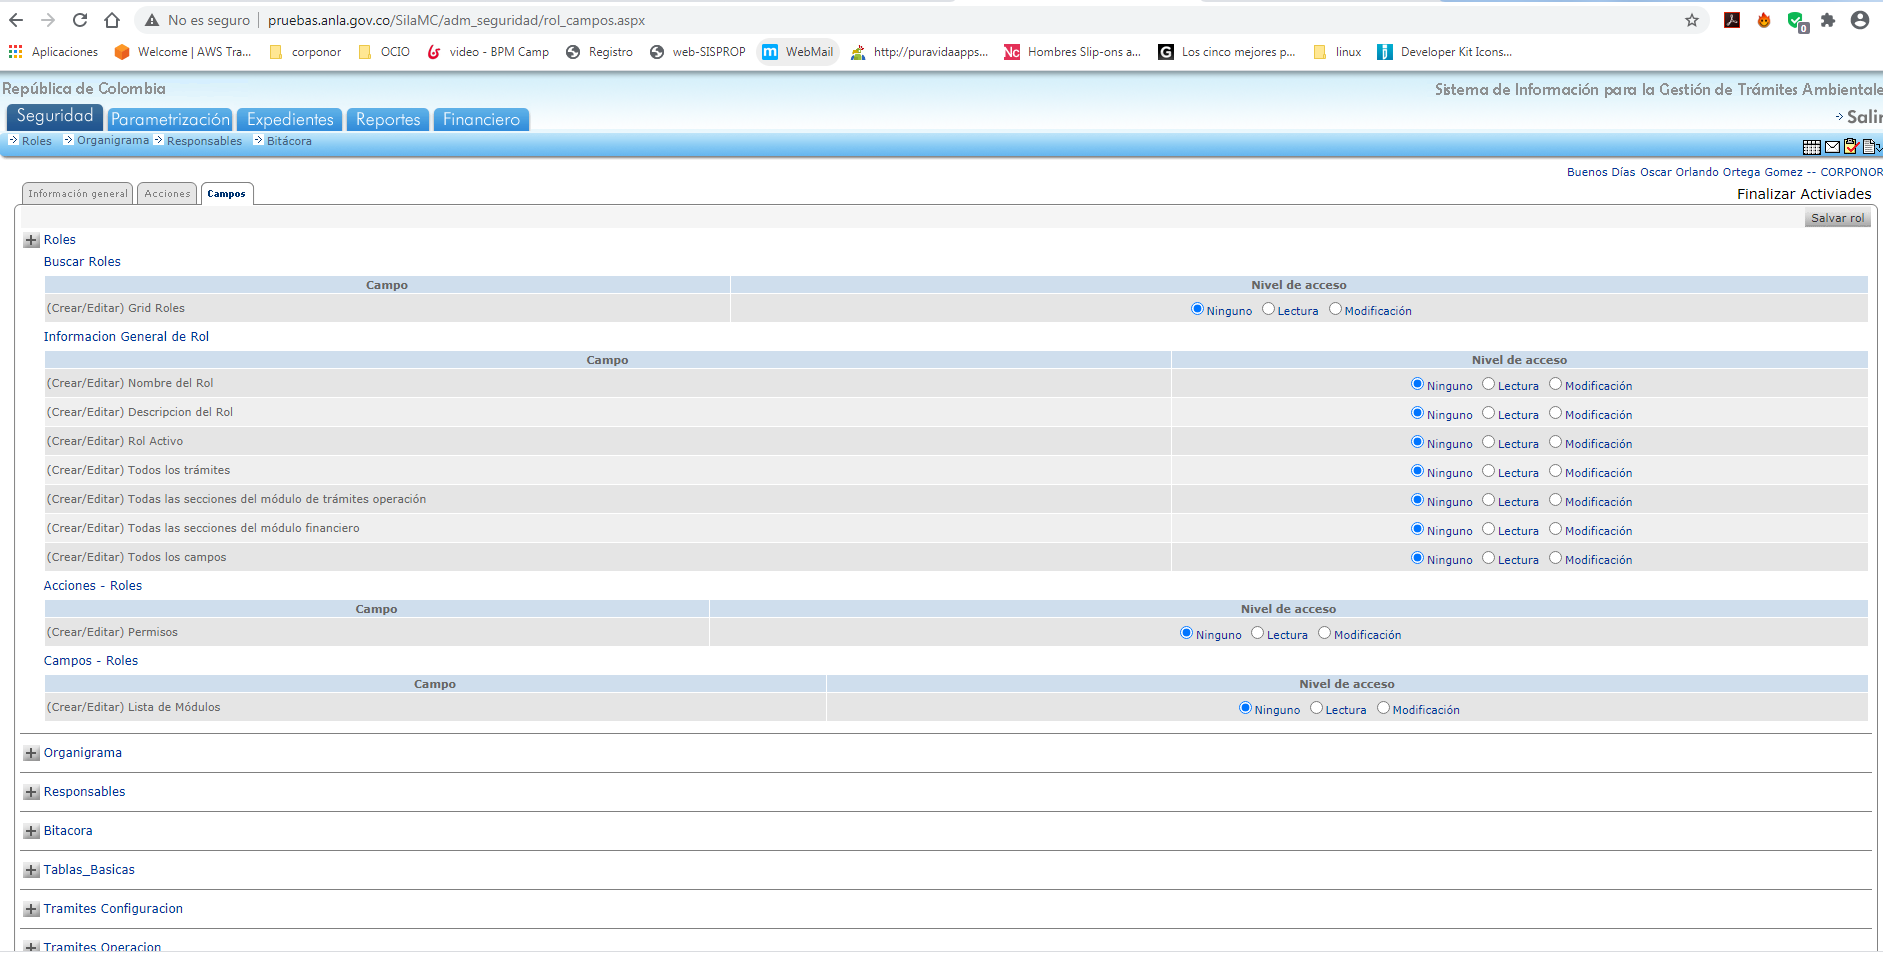 No es seguro pruebas.anla.gov.co/SilaMC/adm_seguridad/rol_campos.aspx
0
Aplicaciones Welcome | AWS Tra... corponor OCIO video - BPM Camp Registro web-SISPROP WebMail http://puravidaapps... Hombres Slip-ons a... Los cinco mejores p... linux Developer Kit Icons...
República de Colombia Sistema de Información para la Gestión de Trámites Ambientale
Seguridad Parametrización Expedientes Reportes Financiero Salir
Roles Organigrama Responsables Bitácora
Buenos Días Oscar Orlando Ortega Gomez -- CORPONOR
Información general Acciones Campos Finalizar Activiades
Salvar rol
Roles
Buscar Roles
Campo Nivel de acceso
(Crear/Editar) Grid Roles Ninguno Lectura Modificación
Informacion General de Rol
Campo Nivel de acceso
(Crear/Editar) Nombre del Rol Ninguno Lectura Modificación
(Crear/Editar) Descripcion del Rol Ninguno Lectura Modificación
(Crear/Editar) Rol Activo Ninguno Lectura Modificación
(Crear/Editar) Todos los trámites Ninguno Lectura Modificación
(Crear/Editar) Todas las secciones del módulo de trámites operación Ninguno Lectura Modificación
(Crear/Editar) Todas las secciones del módulo financiero Ninguno Lectura Modificación
(Crear/Editar) Todos los campos Ninguno Lectura Modificación
Acciones - Roles
Campo Nivel de acceso
(Crear/Editar) Permisos Ninguno Lectura Modificación
Campos - Roles
Campo Nivel de acceso
(Crear/Editar) Lista de Módulos Ninguno Lectura Modificación
Organigrama
Responsables
Bitacora
Tablas_Basicas
Tramites Configuracion
Tramites Operacion